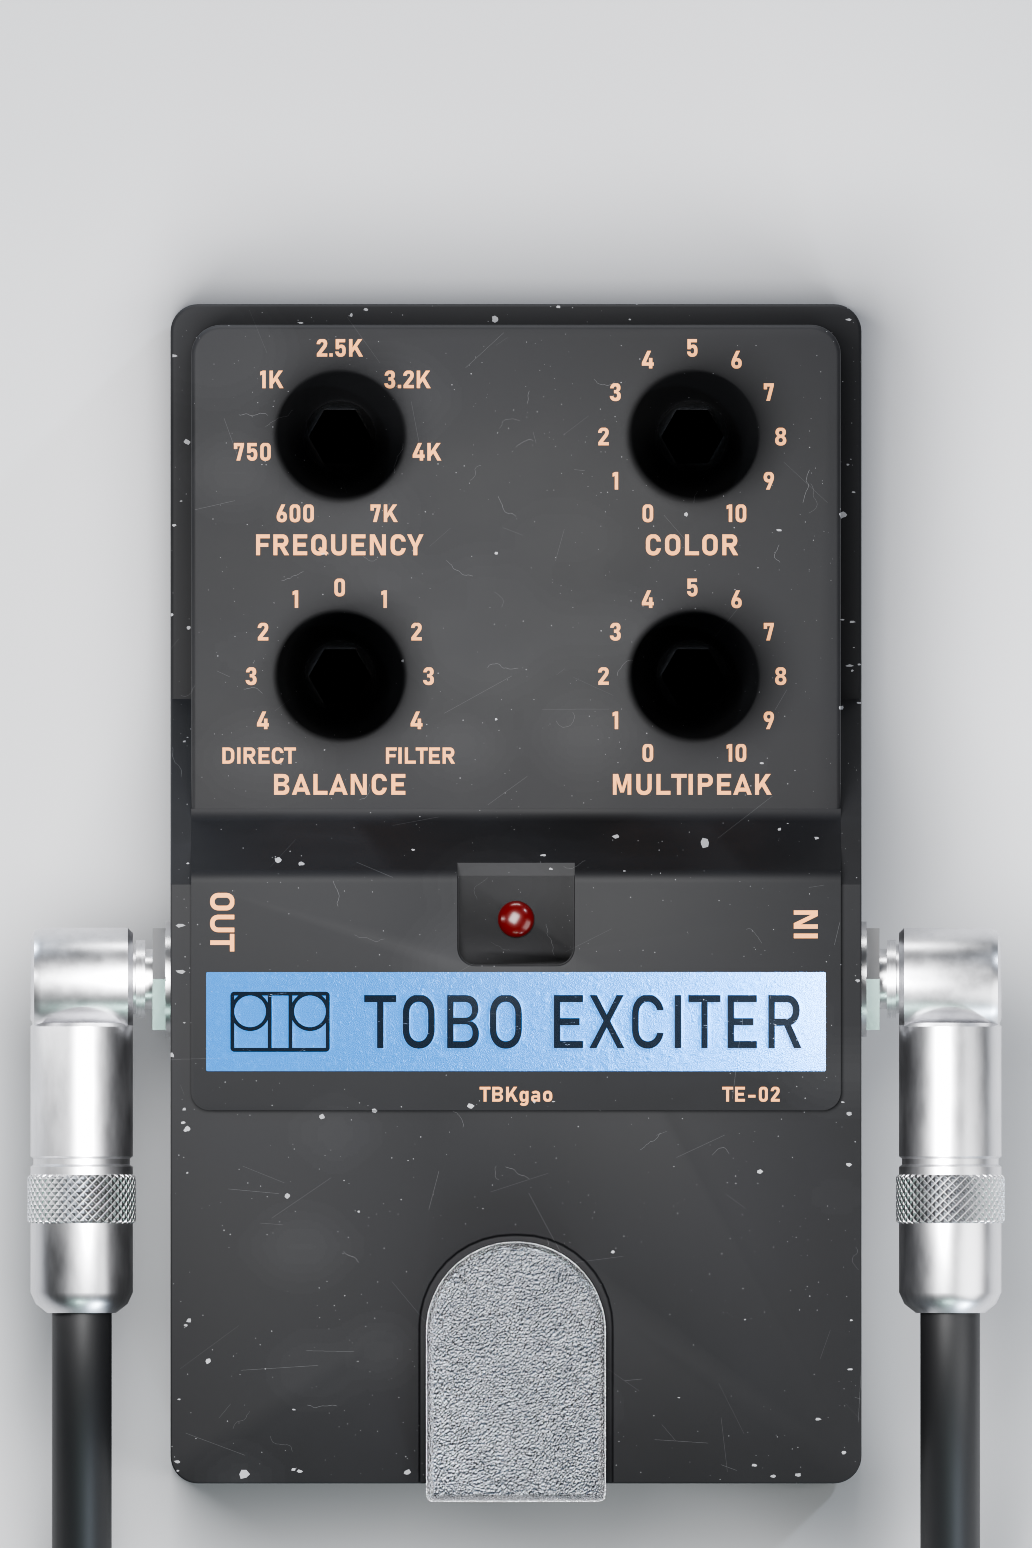 2.5K
1K 3.2K
750 4K
600 7K
FREQUENCY
5
4 6
3 7
2 8
1 9
0 10
COLOR
0
1 1
2 2
3 3
4 4
DIRECT FILTER
BALANCE
5
4 6
3 7
2 8
1 9
0 10
MULTIPEAK
OUT
IN
TOBO EXCITER
TBKgao
TE-02